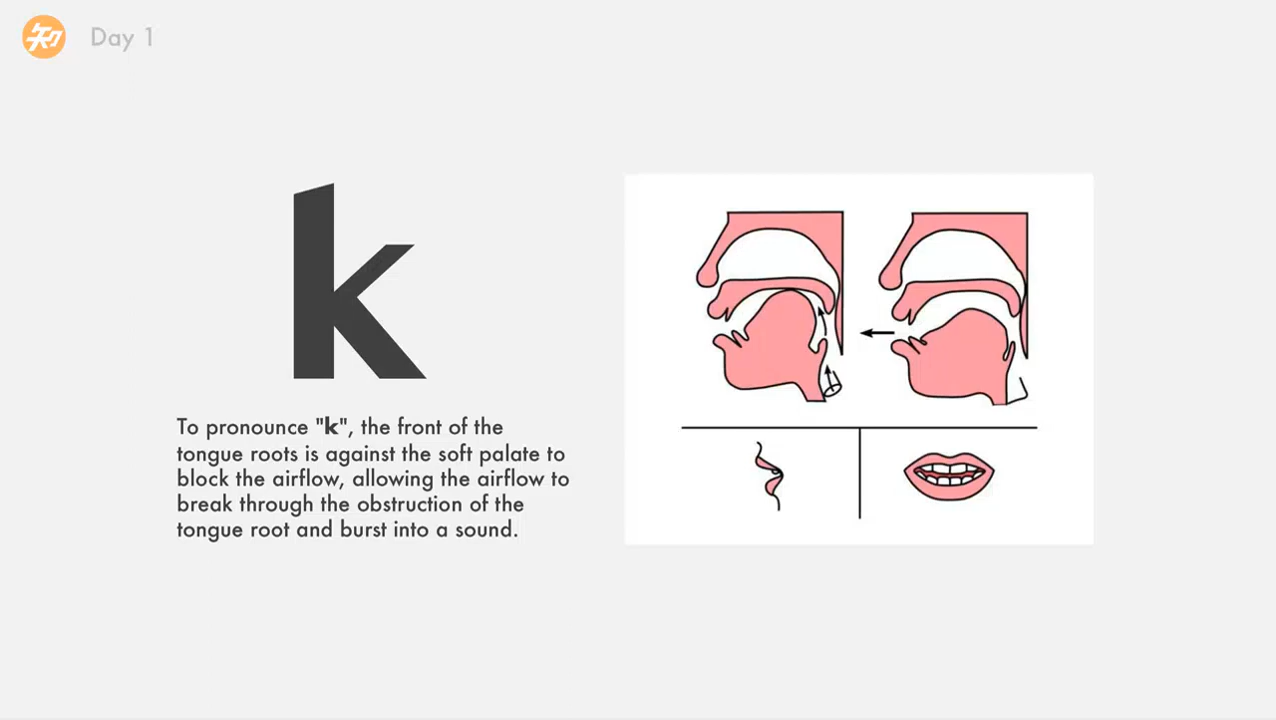 知
Day 1
k
To pronounce "k", the front of the
tongue roots is against the soft palate to
block the airflow, allowing the airflow to
break through the obstruction of the
tongue root and burst into a sound.